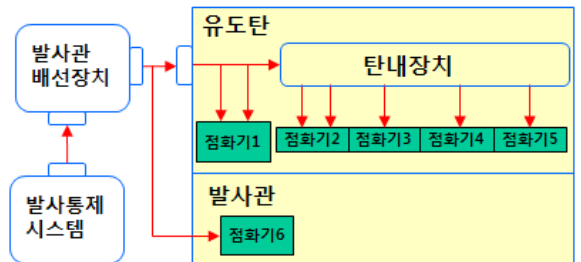 유도탄
발사관
배선장치
탄내장치
점화기1
점화기2 점화기3 점화기4 점화기5
발사통제
시스템
발사관
점화기6